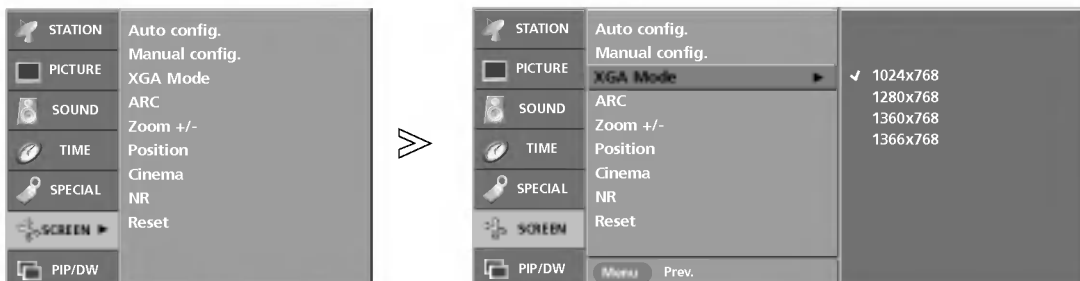 STATION
PICTURE
SOUND
TIME
SPECIAL
SCREEN
PIP/DW
Auto config.
Manual config.
XGA Mode
ARC
Zoom +/-
Position
Cinema
NR
Reset
STATION
PICTURE
SOUND
TIME
SPECIAL
SCREEN
PIP/DW
Auto config.
Manual config.
XGA Mode
ARC
Zoom +/-
Position
Cinema
NR
Reset
Menu Prev.
1024x768
1280x768
1360x768
1366x768